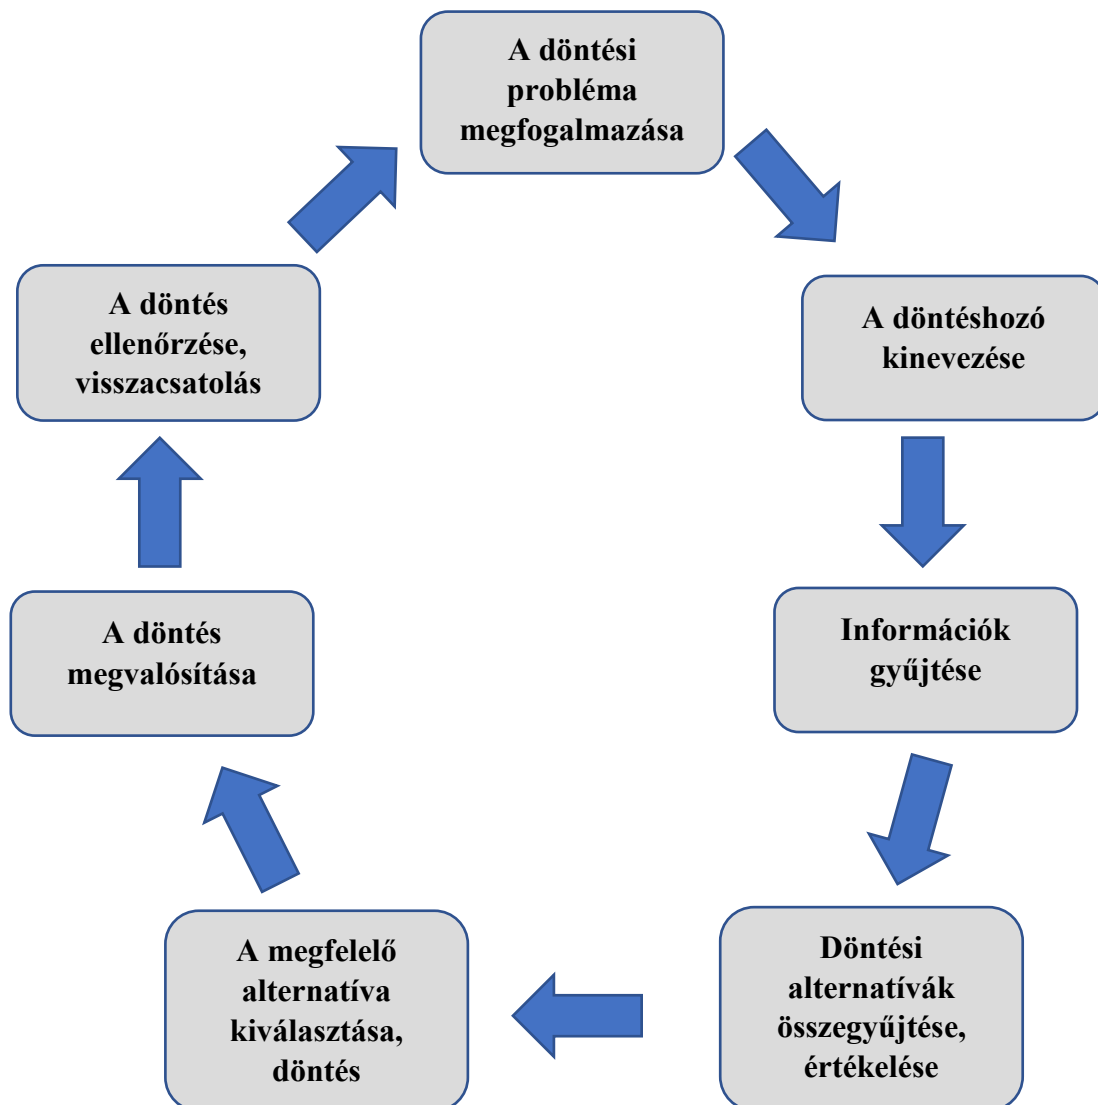 A döntési
probléma
megfogalmazása
A döntéshozó
kinevezése
Információk
gyűjtése
Döntési
alternatívák
összegyűjtése,
értékelése
A megfelelő
alternatíva
kiválasztása,
döntés
A döntés
megvalósítása
A döntés
ellenőrzése,
visszacsatolás